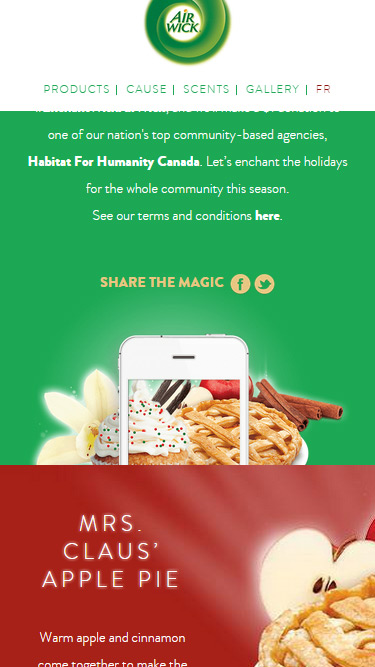 AIR
WICK
PRODUCTS | CAUSE | SCENTS | GALLERY | FR
one of our nation's top community-based agencies,
Habitat For Humanity Canada. Let's enchant the holidays
for the whole community this season.
See our terms and conditions here.
SHARE THE MAGIC
MRS.
CLAUS'
APPLE PIE
Warm apple and cinnamon
come together to make the